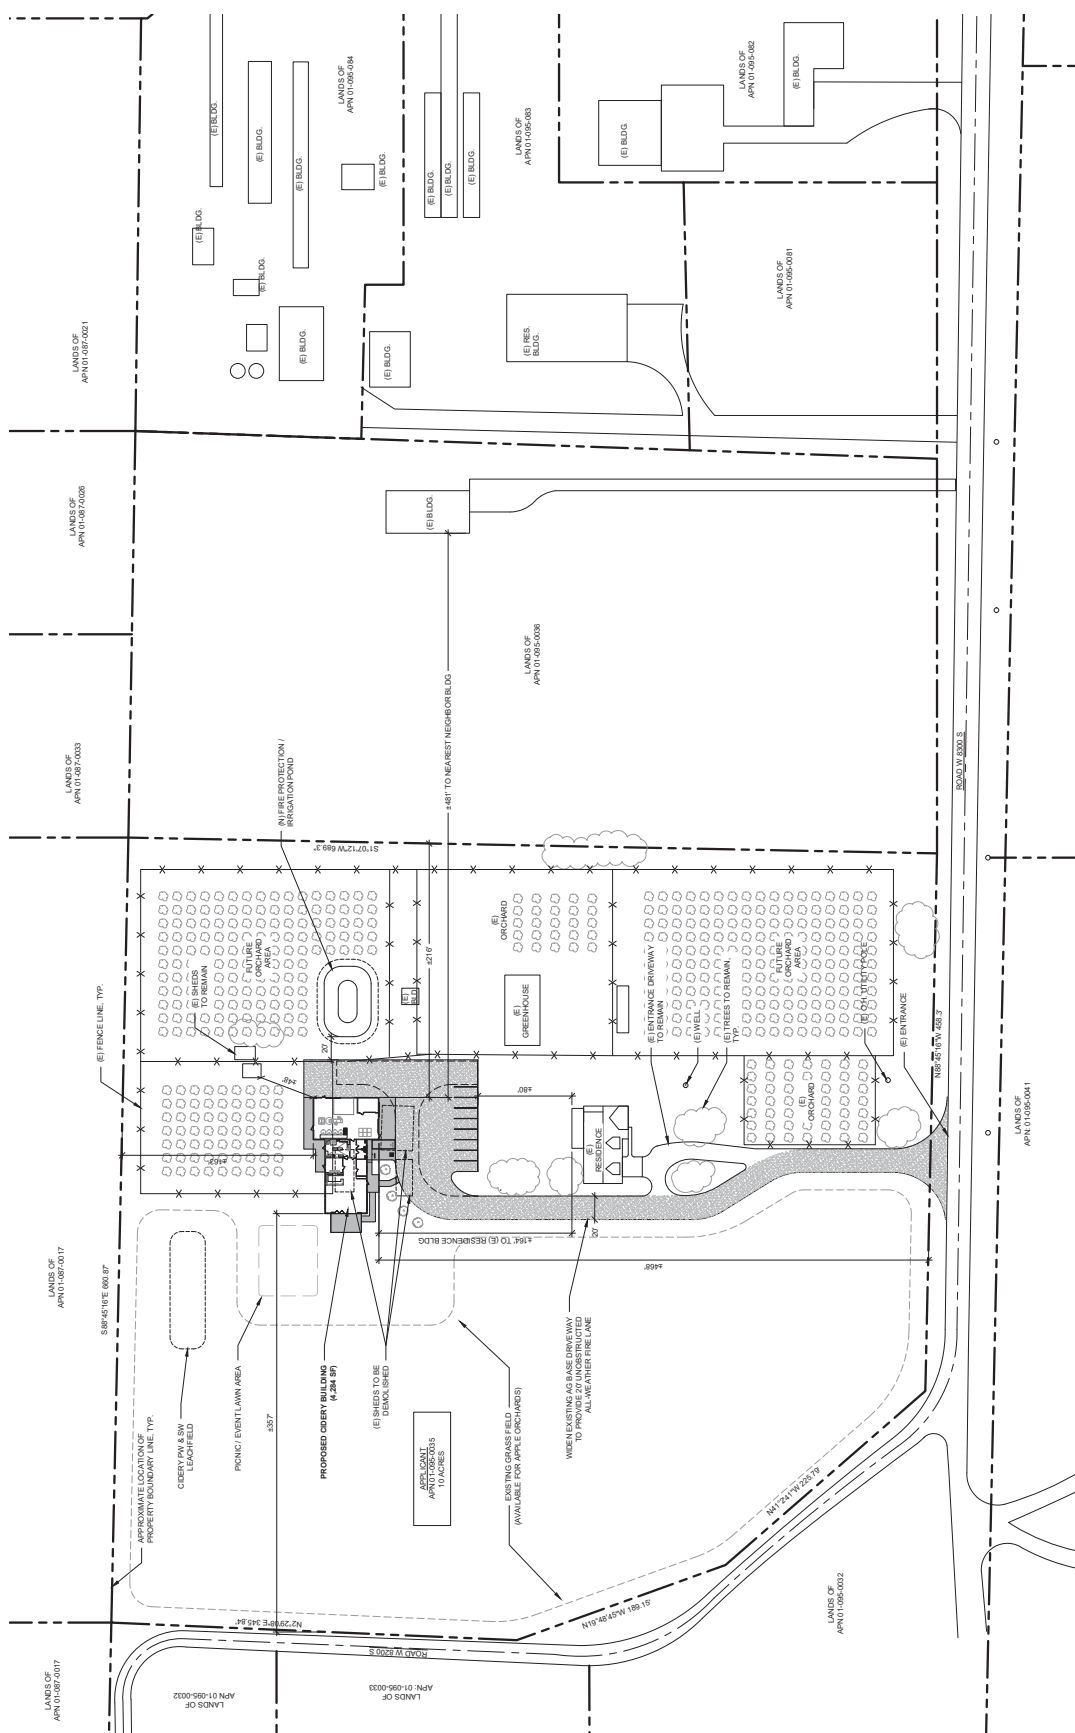 LANDS OF
APN 01-087-0021
LANDS OF
APN 01-087-0026
LANDS OF
APN 01-087-0033
LANDS OF
APN 01-087-0017
LANDS OF
APN 01-087-0017
LANDS OF
APN 01-095-084
LANDS OF
APN 01-095-083
LANDS OF
APN 01-095-082
LANDS OF
APN 01-095-0081
(E) BLDG.
(E) BLDG.
(E) BLDG.
(E) BLDG.
(E) BLDG.
(E) BLDG.
(E) BLDG.
(E) BLDG.
(E) BLDG.
(E) BLDG.
(E) BLDG.
(E) BLDG.
(E) BLDG.
(E) RES.
BLDG.
(E) BLDG.
LANDS OF
APN 01-095-0036
±481' TO NEAREST NEIGHBOR BLDG
ROAD W 8300 S
(N) FIRE PROTECTION /
IRRIGATION POND
S1°07'12"W 689.3'
(E) FENCE LINE, TYP.
(E) SHEDS
TO REMAIN
FUTURE
ORCHARD
AREA
±216'
(E)
BLD
(E)
ORCHARD
(E)
GREENHOUSE
(E) ENTRANCE DRIVEWAY
TO REMAIN
(E) WELL
(E) TREES TO REMAIN,
TYP.
FUTURE
ORCHARD
AREA
(E) O.H. UTILITY POLE
(E) ENTRANCE
N88°45'16"W 458.3'
(E)
ORCHARD
LANDS OF
APN: 01-095-0041
20'
±48'
±163'
±80'
(E)
RESIDENCE
20'
±164' TO (E) RESIDENCE BLDG
±468'
S88°45'16"E 660.87'
APPROXIMATE LOCATION OF
PROPERTY BOUNDARY LINE, TYP.
CIDERY PW & SW
LEACHFIELD
PICNIC / EVENT LAWN AREA
±357'
PROPOSED CIDERY BUILDING
(4,284 SF)
(E) SHEDS TO BE
DEMOLISHED
APPLICANT
APN 01-095-0035
10 ACRES
EXISTING GRASS FIELD
(AVAILABLE FOR APPLE ORCHARDS)
WIDEN EXISTING AG BASE DRIVEWAY
TO PROVIDE 20' UNOBSTRUCTED
ALL-WEATHER FIRE LANE
N41°2'41"W 225.79'
N19°48'45"W 189.15'
N2°29'08"E 345.84'
ROAD W 8200 S
LANDS OF
APN 01-095-0032
LANDS OF
APN 01-095-0032
LANDS OF
APN: 01-095-0033